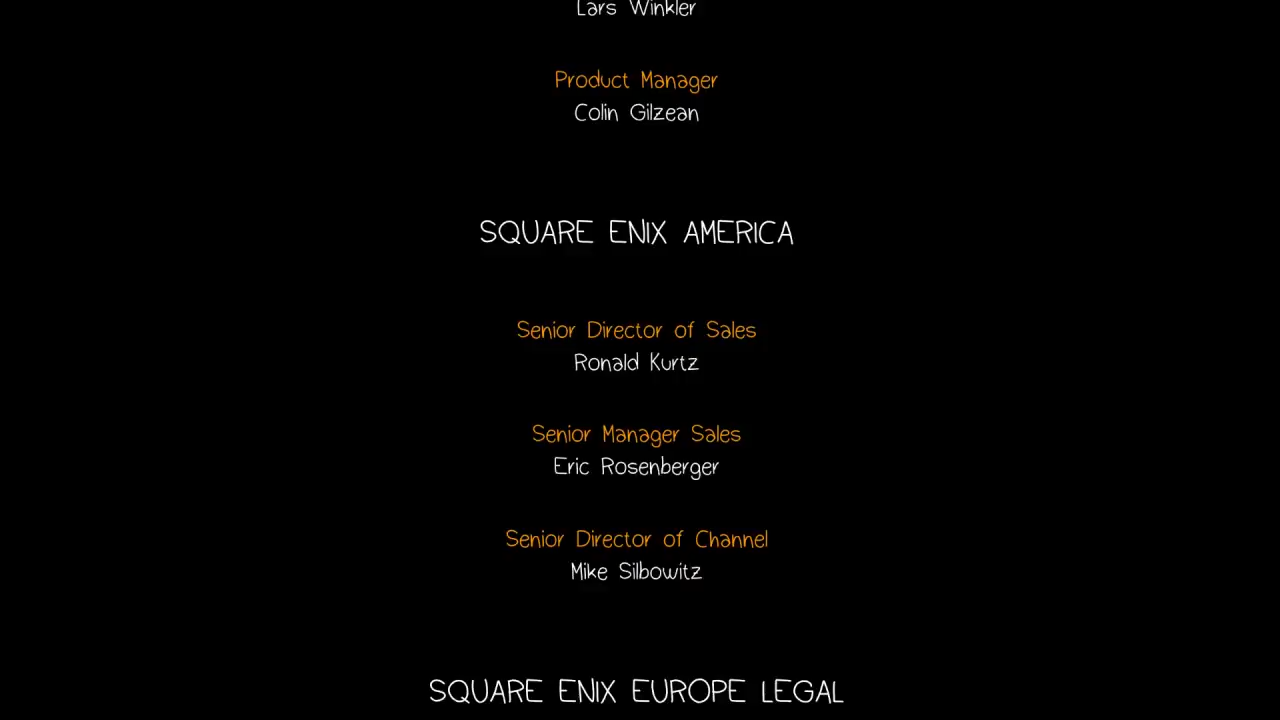 Lars Winkler
Product Manager
Colin Gilzean
SQUARE ENIX AMERICA
Senior Director of Sales
Ronald Kurtz
Senior Manager Sales
Eric Rosenberger
Senior Director of Channel
Mike Silbowitz
SQUARE ENIX EUROPE LEGAL